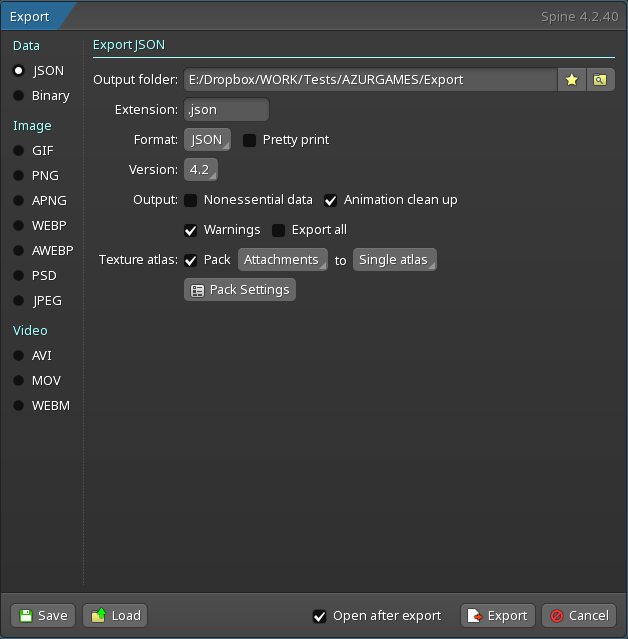 Export
Spine 4.2.40
Data
JSON
Binary
Image
GIF
PNG
APNG
WEBP
AWEBP
PSD
JPEG
Video
AVI
MOV
WEBM
Export JSON
Output folder: E:/Dropbox/WORK/Tests/AZURGAMES/Export
Extension: .json
Format: JSON Pretty print
Version: 4.2
Output: Nonessential data Animation clean up
Warnings Export all
Texture atlas: Pack Attachments to Single atlas
Pack Settings
Save Load Open after export Export Cancel